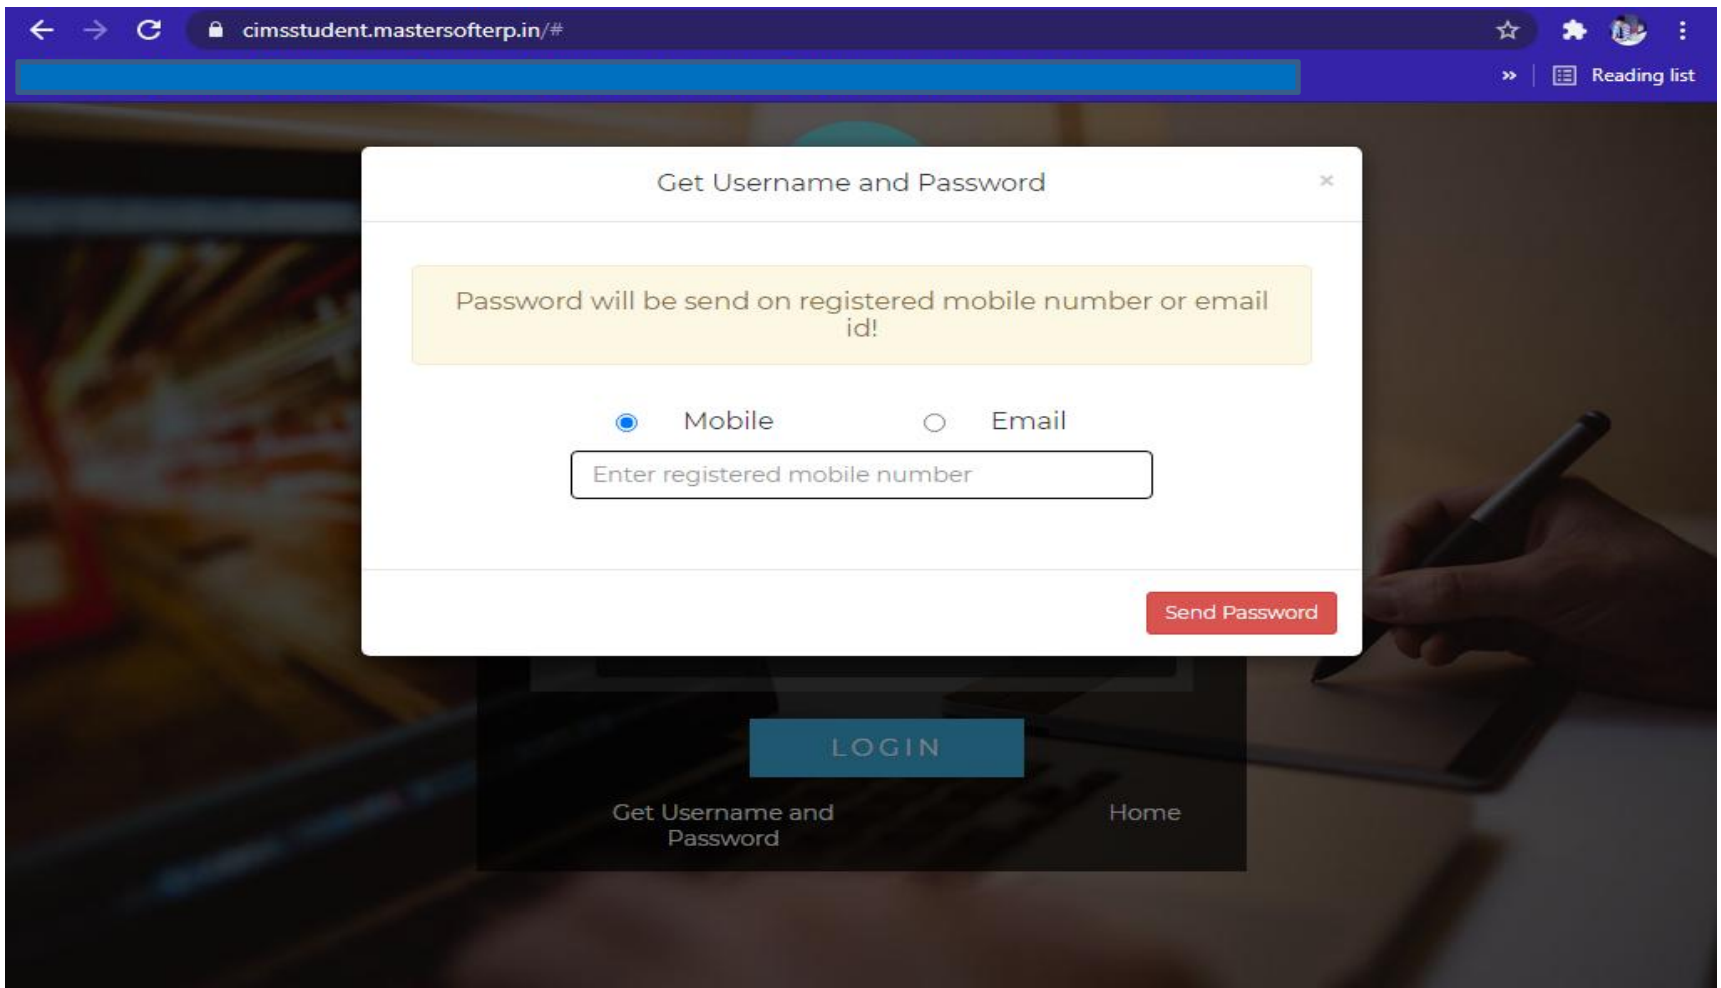 cimsstudent.mastersofterp.in/#
» Reading list
Get Username and Password ×
Password will be send on registered mobile number or email
id!
Mobile Email
Enter registered mobile number
Send Password
LOGIN
Get Username and Home
Password